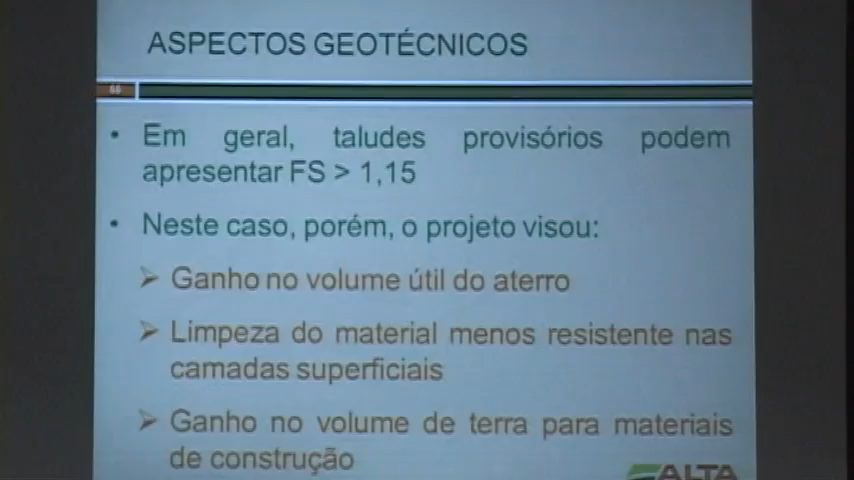 ASPECTOS GEOTÉCNICOS
66
• Em geral, taludes provisórios podem
apresentar FS > 1,15
• Neste caso, porém, o projeto visou:
➢ Ganho no volume útil do aterro
➢ Limpeza do material menos resistente nas
camadas superficiais
➢ Ganho no volume de terra para materiais
de construção
ALTA